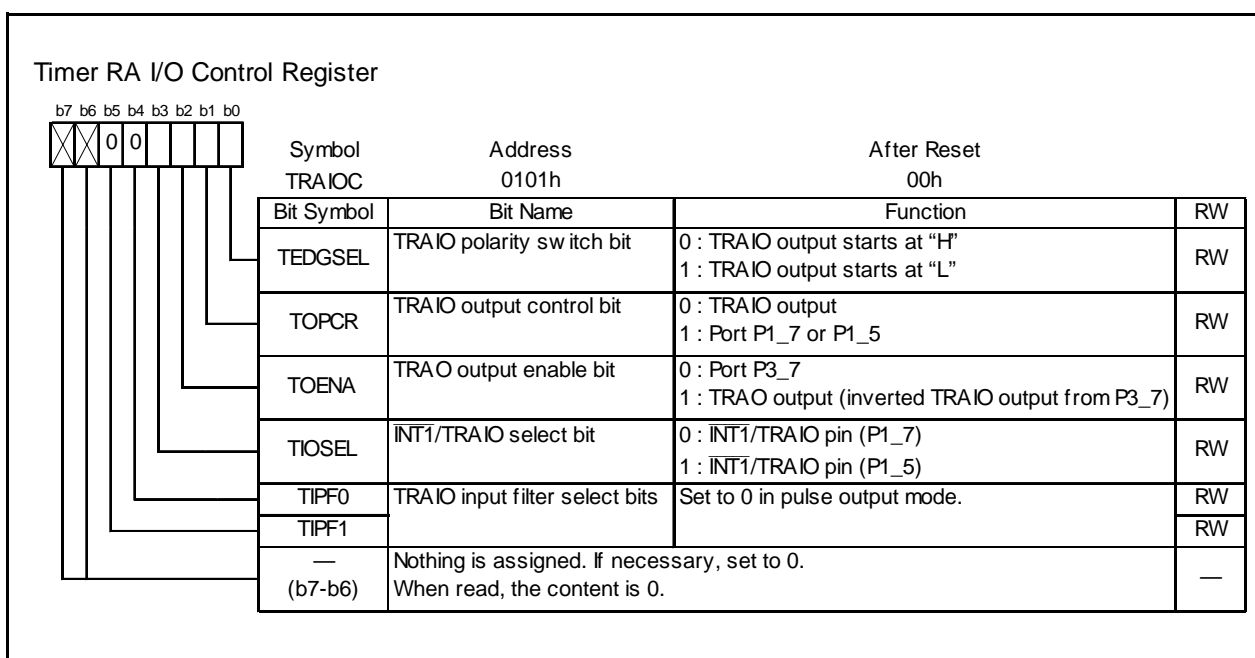 Timer RA I/O Control Register
b7 b6 b5 b4 b3 b2 b1 b0
0 0
Symbol Address After Reset
TRAIOC 0101h 00h
Bit Symbol Bit Name Function RW
TEDGSEL TRAIO polarity switch bit 0 : TRAIO output starts at “H” RW
1 : TRAIO output starts at “L”
TOPCR TRAIO output control bit 0 : TRAIO output RW
1 : Port P1_7 or P1_5
TOENA TRAO output enable bit 0 : Port P3_7 RW
1 : TRAO output (inverted TRAIO output from P3_7)
TIOSEL I̅N̅T̅1̅/TRAIO select bit 0 : I̅N̅T̅1̅/TRAIO pin (P1_7) RW
1 : I̅N̅T̅1̅/TRAIO pin (P1_5)
TIPF0 TRAIO input filter select bits Set to 0 in pulse output mode. RW
TIPF1 RW
— Nothing is assigned. If necessary, set to 0. —
(b7-b6) When read, the content is 0.